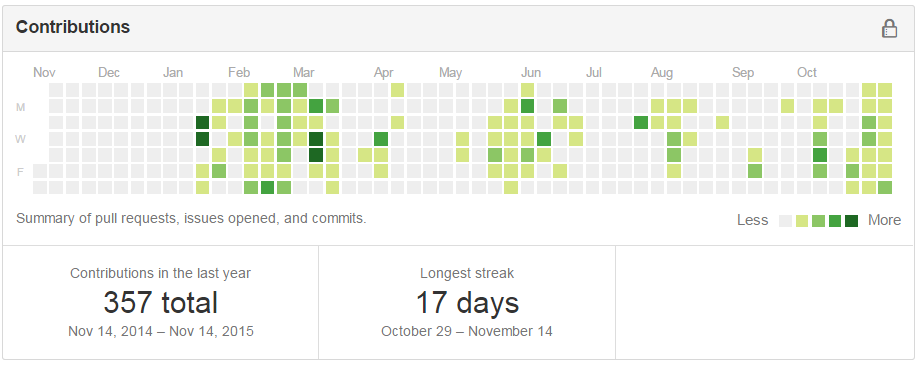 Contributions
Nov Dec Jan Feb Mar Apr May Jun Jul Aug Sep Oct
M
W
F
Summary of pull requests, issues opened, and commits.
Less More
Contributions in the last year
357 total
Nov 14, 2014 – Nov 14, 2015
Longest streak
17 days
October 29 – November 14